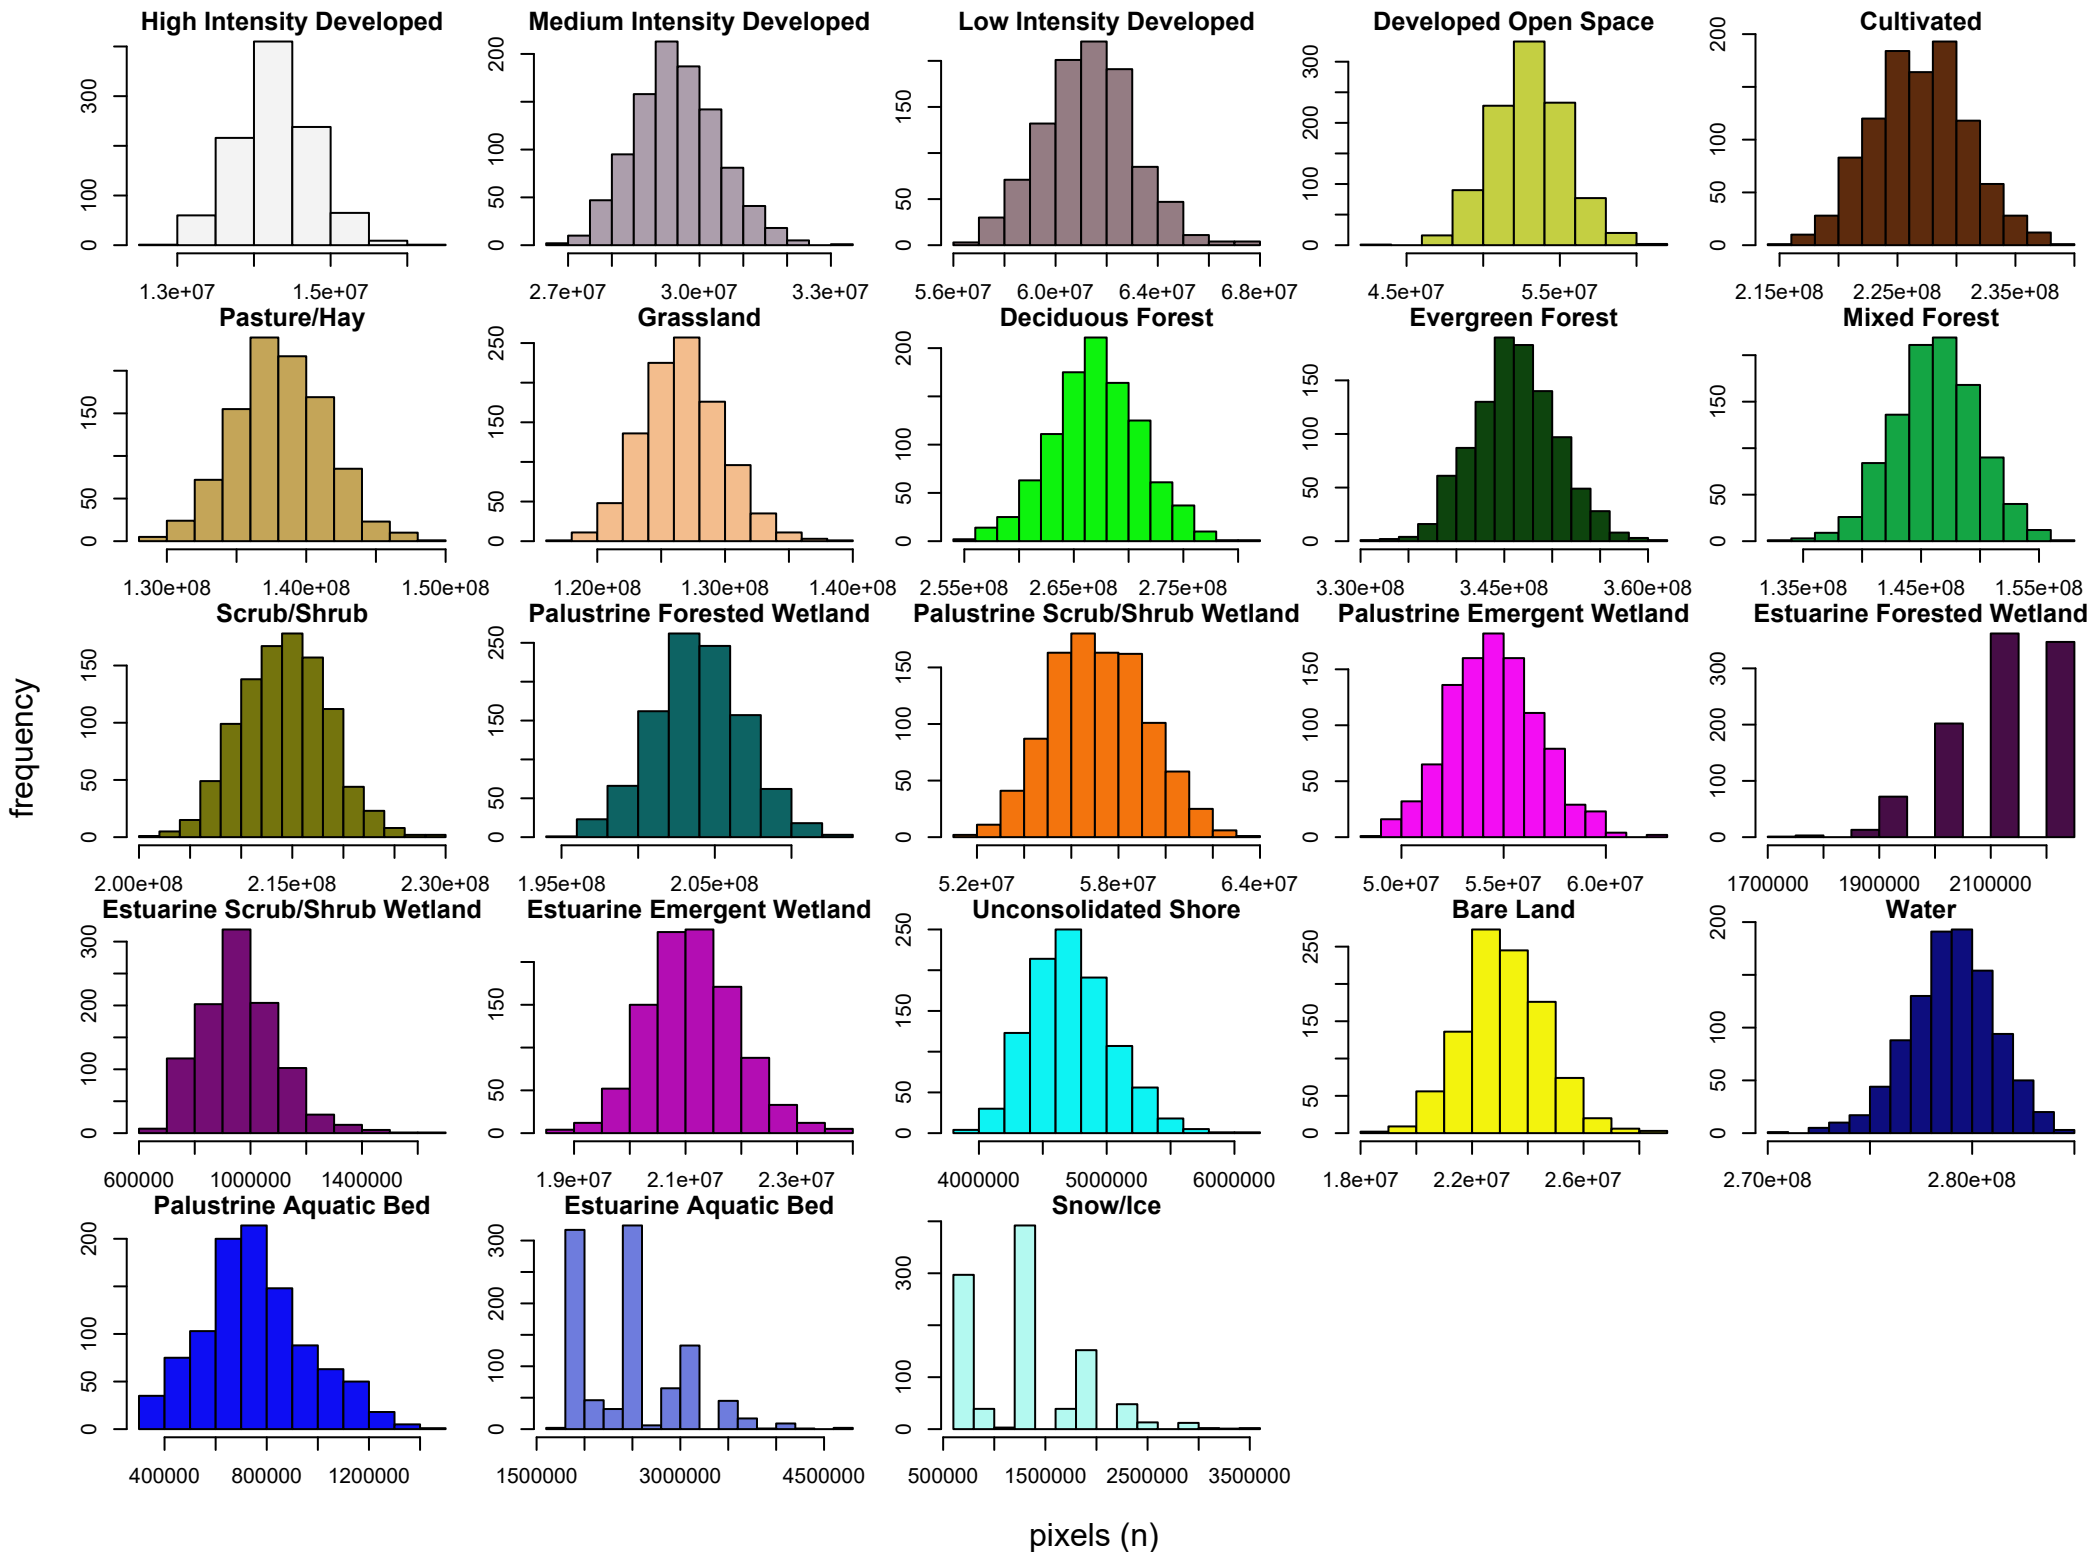 High Intensity Developed Medium Intensity Developed Low Intensity Developed Developed Open Space Cultivated
0 100 300 0 50 100 200 0 50 150 0 100 200 300 0 50 100 200
1.3e+07 1.5e+07 2.7e+07 3.0e+07 3.3e+07 5.6e+07 6.0e+07 6.4e+07 6.8e+07 4.5e+07 5.5e+07 2.15e+08 2.25e+08 2.35e+08
Pasture/Hay Grassland Deciduous Forest Evergreen Forest Mixed Forest
0 50 150 0 50 150 250 0 50 100 200 0 50 100 150 0 50 150
1.30e+08 1.40e+08 1.50e+08 1.20e+08 1.30e+08 1.40e+08 2.55e+08 2.65e+08 2.75e+08 3.30e+08 3.45e+08 3.60e+08 1.35e+08 1.45e+08 1.55e+08
Scrub/Shrub Palustrine Forested Wetland Palustrine Scrub/Shrub Wetland Palustrine Emergent Wetland Estuarine Forested Wetland
0 50 100 150 0 50 150 250 0 50 100 150 0 50 100 150 0 100 200 300
2.00e+08 2.15e+08 2.30e+08 1.95e+08 2.05e+08 5.2e+07 5.8e+07 6.4e+07 5.0e+07 5.5e+07 6.0e+07 1700000 1900000 2100000
Estuarine Scrub/Shrub Wetland Estuarine Emergent Wetland Unconsolidated Shore Bare Land Water
0 100 200 300 0 50 150 0 50 150 250 0 50 150 250 0 50 100 200
600000 1000000 1400000 1.9e+07 2.1e+07 2.3e+07 4000000 5000000 6000000 1.8e+07 2.2e+07 2.6e+07 2.70e+08 2.80e+08
Palustrine Aquatic Bed Estuarine Aquatic Bed Snow/Ice
0 50 100 200 0 100 200 300 0 100 300
400000 800000 1200000 1500000 3000000 4500000 500000 1500000 2500000 3500000
frequency
pixels (n)